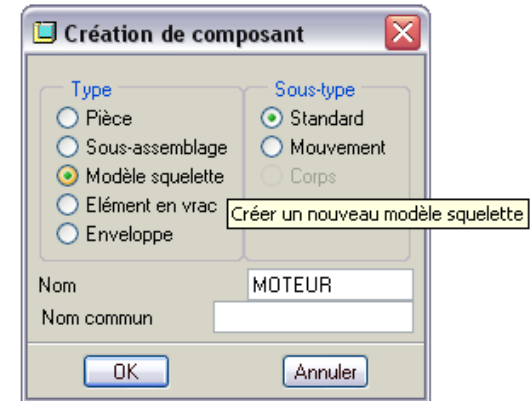 Création de composant
Type
Sous-type
Pièce
Standard
Sous-assemblage
Mouvement
Modèle squelette
Corps
Elément en vrac
Créer un nouveau modèle squelette
Enveloppe
Nom
MOTEUR
Nom commun
OK
Annuler